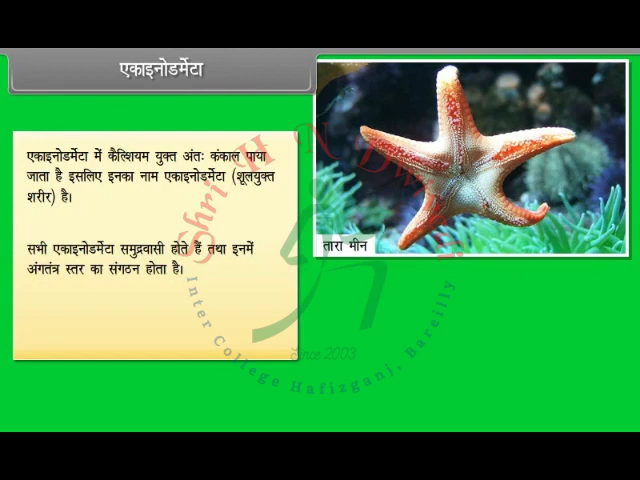 एकाइनोडर्मेटा
एकाइनोडर्मेटा में कैल्शियम युक्त अंतः कंकाल पाया
जाता है इसलिए इनका नाम एकाइनोडर्मेटा (शूलयुक्त
शरीर) है।
सभी एकाइनोडर्मेटा समुद्रवासी होते हैं तथा इनमें
अंगतंत्र स्तर का संगठन होता है।
तारा मीन
Shri H N
Since 2003
Inter College Hafizganj, Bareilly